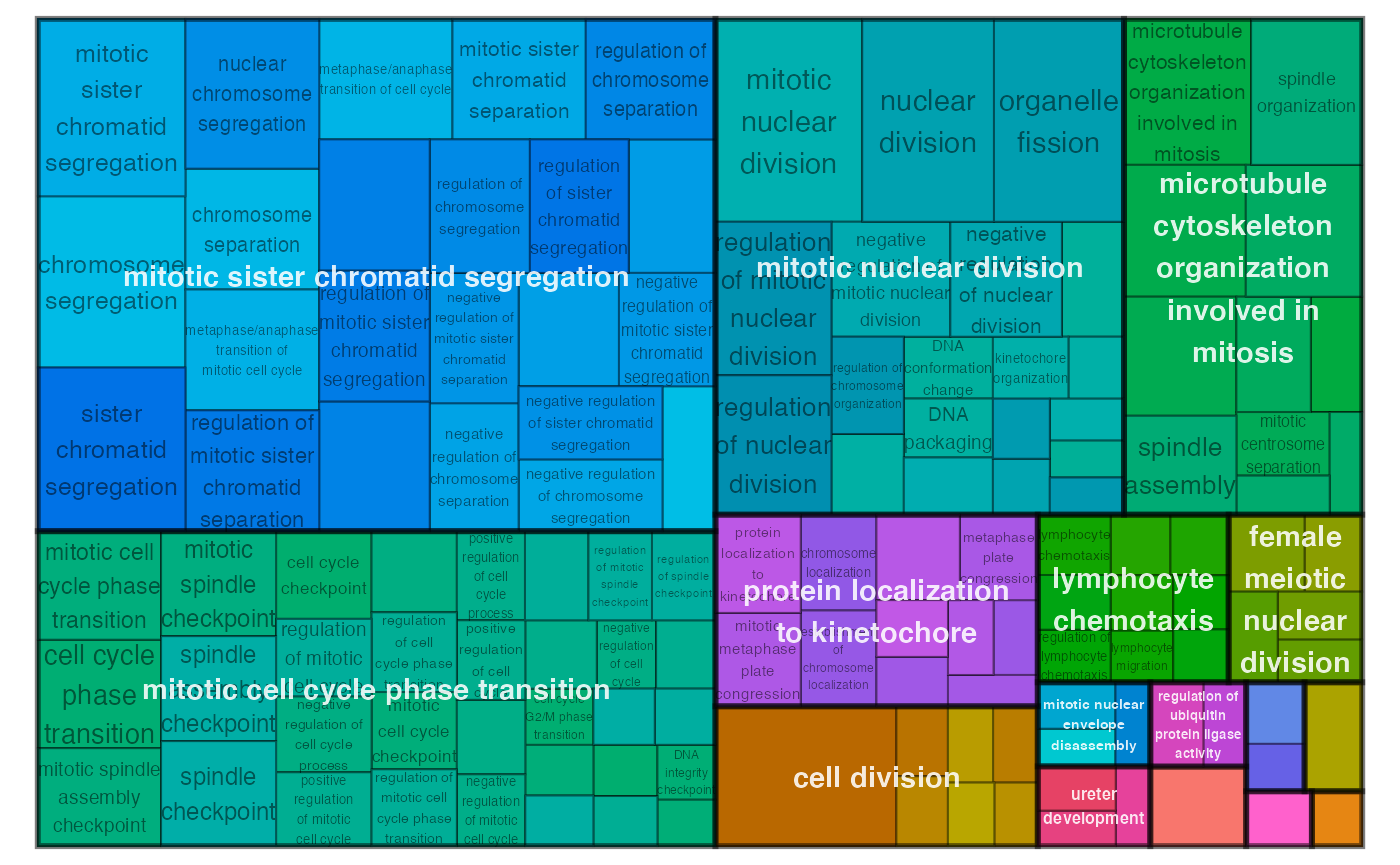 mitotic
sister
chromatid
segregation
nuclear
chromosome
segregation
metaphase/anaphase
transition of cell cycle
mitotic sister
chromatid
separation
regulation of
chromosome
separation
chromosome
segregation
chromosome
separation
regulation of
chromosome
segregation
regulation
of sister
chromatid
segregation
mitotic sister chromatid segregation
metaphase/anaphase
transition of
mitotic cell cycle
regulation of
mitotic sister
chromatid
segregation
negative
regulation of
mitotic sister
chromatid
separation
negative
regulation of
mitotic sister
chromatid
segregation
sister
chromatid
segregation
regulation of
mitotic sister
chromatid
separation
negative
regulation of
chromosome
separation
negative regulation
of sister chromatid
segregation
negative regulation
of chromosome
segregation
mitotic
nuclear
division
nuclear
division
organelle
fission
regulation
of mitotic
nuclear
division
negative
regulation of
mitotic nuclear
division
negative
regulation
of nuclear
division
mitotic nuclear division
regulation
of nuclear
division
regulation of
chromosome
organization
DNA
conformation
change
kinetochore
organization
DNA
packaging
microtubule
cytoskeleton
organization
involved in
mitosis
spindle
organization
microtubule
cytoskeleton
organization
involved in
mitosis
spindle
assembly
mitotic
centrosome
separation
mitotic cell
cycle phase
transition
mitotic
spindle
checkpoint
cell cycle
checkpoint
positive
regulation
of cell
cycle
process
regulation
of mitotic
spindle
checkpoint
regulation
of spindle
checkpoint
cell cycle
phase
transition
spindle
assembly
checkpoint
regulation
of mitotic
cell cycle
regulation
of cell
cycle phase
transition
positive
regulation
of cell
negative
regulation
of cell
cycle
mitotic cell cycle phase transition
mitotic spindle
assembly
checkpoint
spindle
checkpoint
negative
regulation of
cell cycle
process
mitotic
cell cycle
checkpoint
cell cycle
G2/M phase
transition
DNA
integrity
checkpoint
positive
regulation
of mitotic
cell cycle
regulation of
mitotic cell
cycle phase
transition
negative
regulation
of mitotic
cell cycle
protein
localization
to
kinetochore
chromosome
localization
metaphase
plate
congression
protein localization
to kinetochore
mitotic
metaphase
plate
congression
of
chromosome
localization
cell division
lymphocyte
chemotaxis
lymphocyte
chemotaxis
regulation of
lymphocyte
chemotaxis
lymphocyte
migration
female
meiotic
nuclear
division
mitotic nuclear
envelope
disassembly
regulation of
ubiquitin
protein ligase
activity
ureter
development